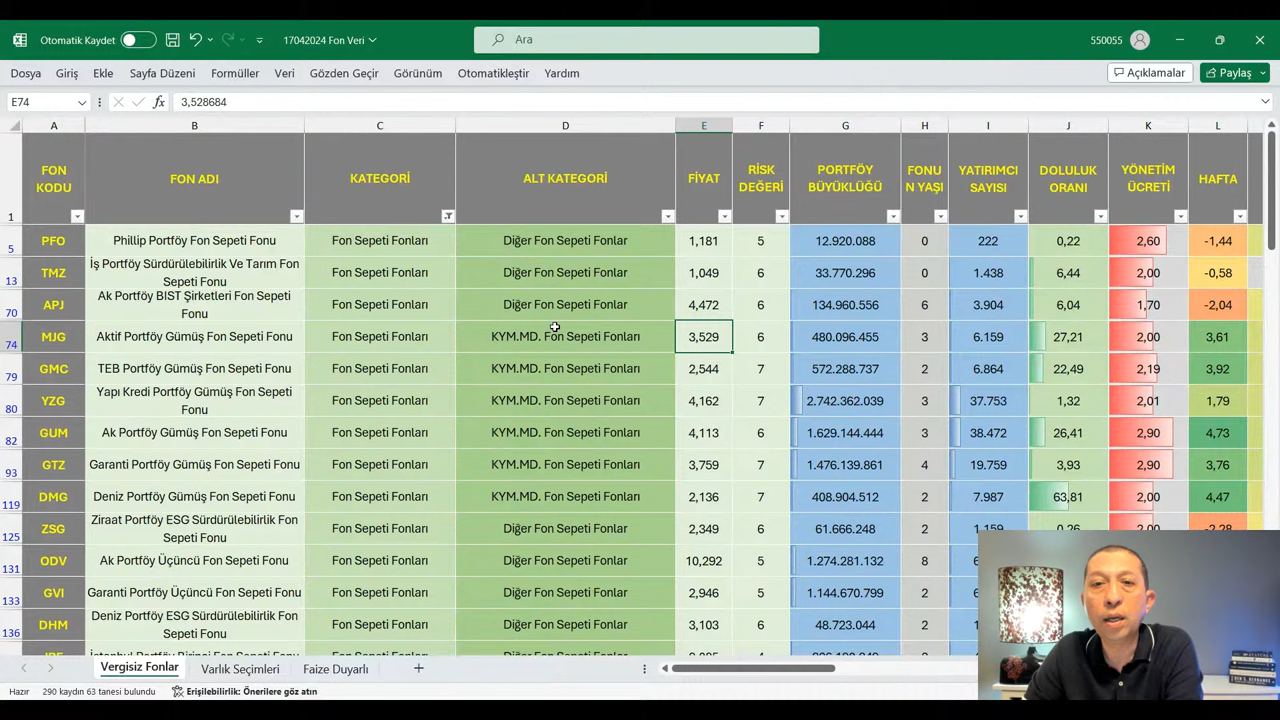 Otomatik Kaydet
17042024 Fon Veri
Ara
550055
Dosya Giriş Ekle Sayfa Düzeni Formüller Veri Gözden Geçir Görünüm Otomatikleştir Yardım Açıklamalar Paylaş
E74 fx 3,528684
A B C D E F G H I J K L
FON KODU FON ADI KATEGORİ ALT KATEGORİ FİYAT RİSK DEĞERİ PORTFÖY BÜYÜKLÜĞÜ FONUN YAŞI YATIRIMCI SAYISI DOLULUK ORANI YÖNETİM ÜCRETİ HAFTA
1
5 PFO Phillip Portföy Fon Sepeti Fonu Fon Sepeti Fonları Diğer Fon Sepeti Fonlar 1,181 5 12.920.088 0 222 0,22 2,60 -1,44
13 TMZ İş Portföy Sürdürülebilirlik Ve Tarım Fon Sepeti Fonu Fon Sepeti Fonları Diğer Fon Sepeti Fonlar 1,049 6 33.770.296 0 1.438 6,44 2,00 -0,58
70 APJ Ak Portföy BIST Şirketleri Fon Sepeti Fonu Fon Sepeti Fonları Diğer Fon Sepeti Fonlar 4,472 6 134.960.556 6 3.904 6,04 1,70 -2,04
74 MJG Aktif Portföy Gümüş Fon Sepeti Fonu Fon Sepeti Fonları KYM.MD. Fon Sepeti Fonları 3,529 6 480.096.455 3 6.159 27,21 2,00 3,61
79 GMC TEB Portföy Gümüş Fon Sepeti Fonu Fon Sepeti Fonları KYM.MD. Fon Sepeti Fonları 2,544 7 572.288.737 2 6.864 22,49 2,19 3,92
80 YZG Yapı Kredi Portföy Gümüş Fon Sepeti Fonu Fon Sepeti Fonları KYM.MD. Fon Sepeti Fonları 4,162 7 2.742.362.039 3 37.753 1,32 2,01 1,79
82 GUM Ak Portföy Gümüş Fon Sepeti Fonu Fon Sepeti Fonları KYM.MD. Fon Sepeti Fonları 4,113 6 1.629.144.444 3 38.472 26,41 2,90 4,73
93 GTZ Garanti Portföy Gümüş Fon Sepeti Fonu Fon Sepeti Fonları KYM.MD. Fon Sepeti Fonları 3,759 7 1.476.139.861 4 19.759 3,93 2,90 3,76
119 DMG Deniz Portföy Gümüş Fon Sepeti Fonu Fon Sepeti Fonları KYM.MD. Fon Sepeti Fonları 2,136 7 408.904.512 2 7.987 63,81 2,00 4,47
125 ZSG Ziraat Portföy ESG Sürdürülebilirlik Fon Sepeti Fonu Fon Sepeti Fonları Diğer Fon Sepeti Fonlar 2,349 6 61.666.248 2 1.159 0,26 2,00 -2,28
131 ODV Ak Portföy Üçüncü Fon Sepeti Fonu Fon Sepeti Fonları Diğer Fon Sepeti Fonlar 10,292 5 1.274.281.132 8
133 GVI Garanti Portföy Üçüncü Fon Sepeti Fonu Fon Sepeti Fonları Diğer Fon Sepeti Fonlar 2,946 5 1.144.670.799 2
136 DHM Deniz Portföy ESG Sürdürülebilirlik Fon Sepeti Fonu Fon Sepeti Fonları Diğer Fon Sepeti Fonlar 3,103 6 48.723.044 2
Vergisiz Fonlar Varlık Seçimleri Faize Duyarlı
Hazır 290 kaydın 63 tanesi bulundu Erişilebilirlik: Önerilere göz atın